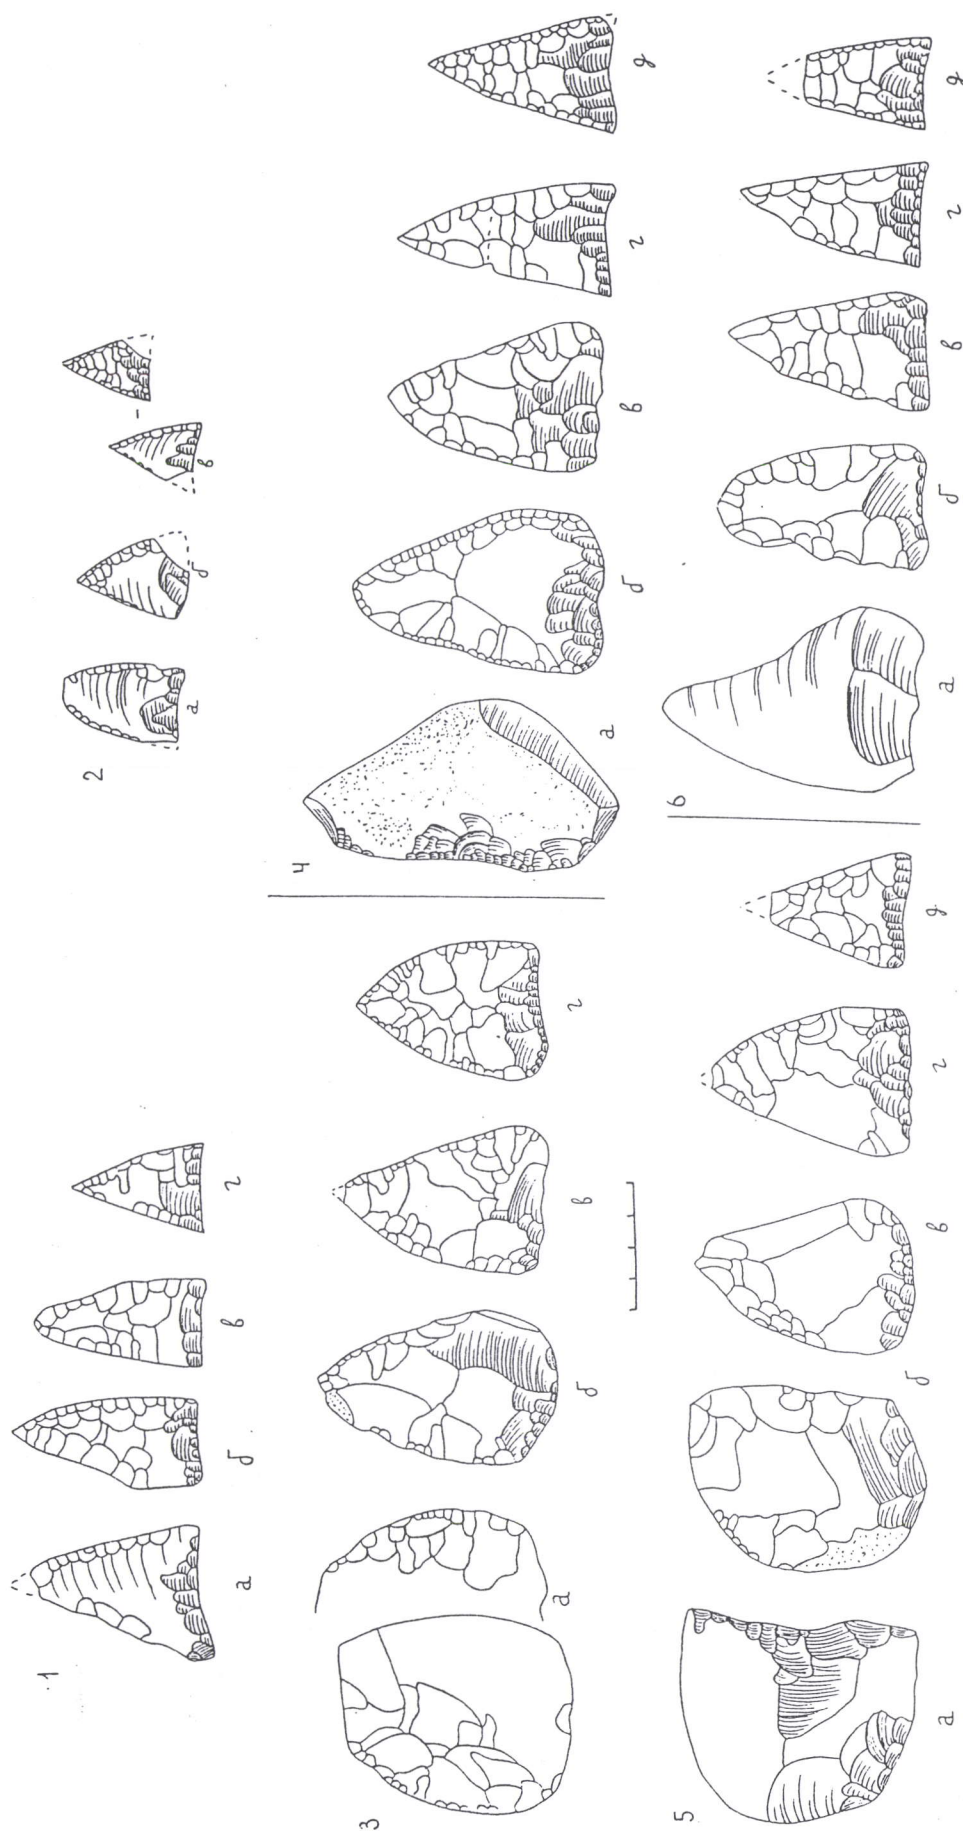 1
а б в г
2
а б в
3
а б в г
4
а б в г д
5
а б в г д
6
а б в г д